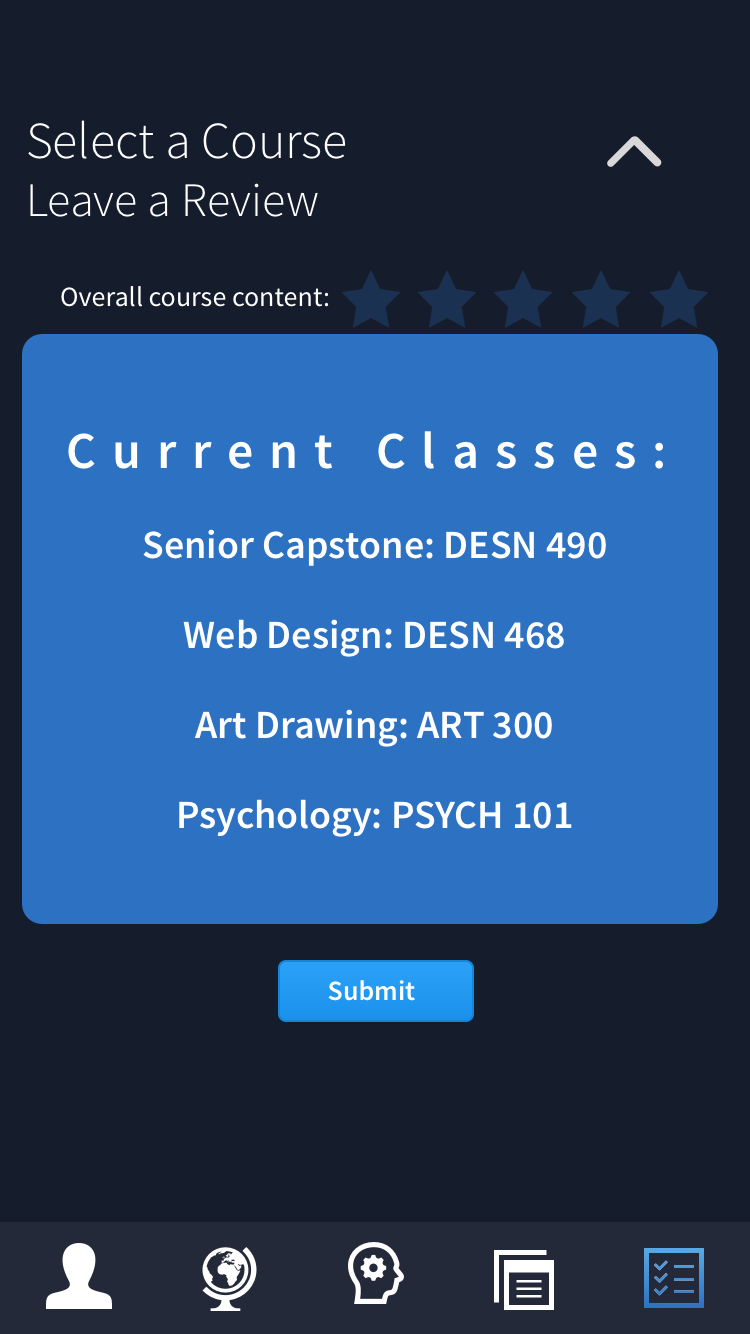 Select a Course
Leave a Review
Overall course content:
Current Classes:
Senior Capstone: DESN 490
Web Design: DESN 468
Art Drawing: ART 300
Psychology: PSYCH 101
Submit